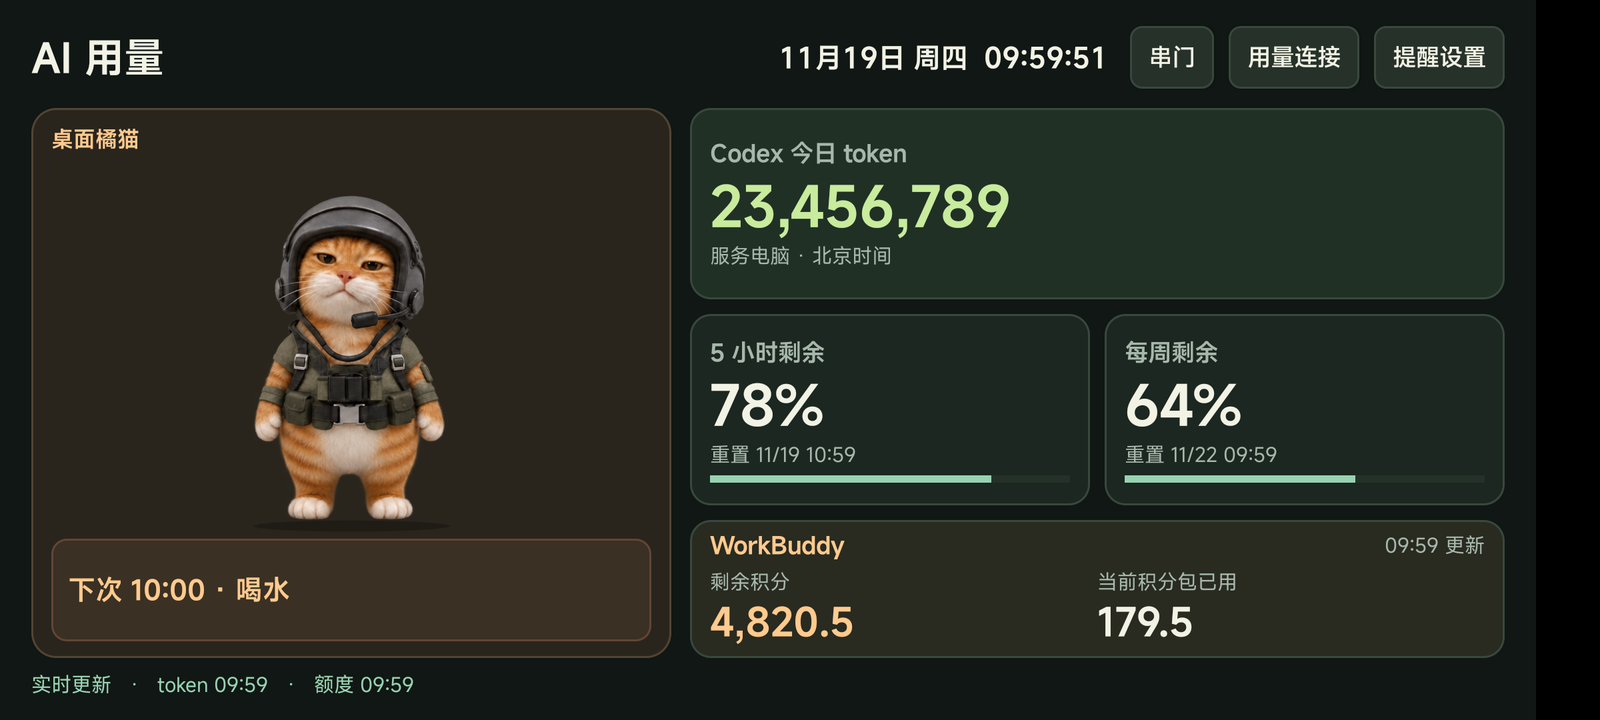 AI 用量
11月19日 周四 09:59:51
串门
用量连接
提醒设置
桌面橘猫
下次 10:00 · 喝水
Codex 今日 token
23,456,789
服务电脑 · 北京时间
5 小时剩余
78%
重置 11/19 10:59
每周剩余
64%
重置 11/22 09:59
WorkBuddy
09:59 更新
剩余积分
4,820.5
当前积分包已用
179.5
实时更新 · token 09:59 · 额度 09:59